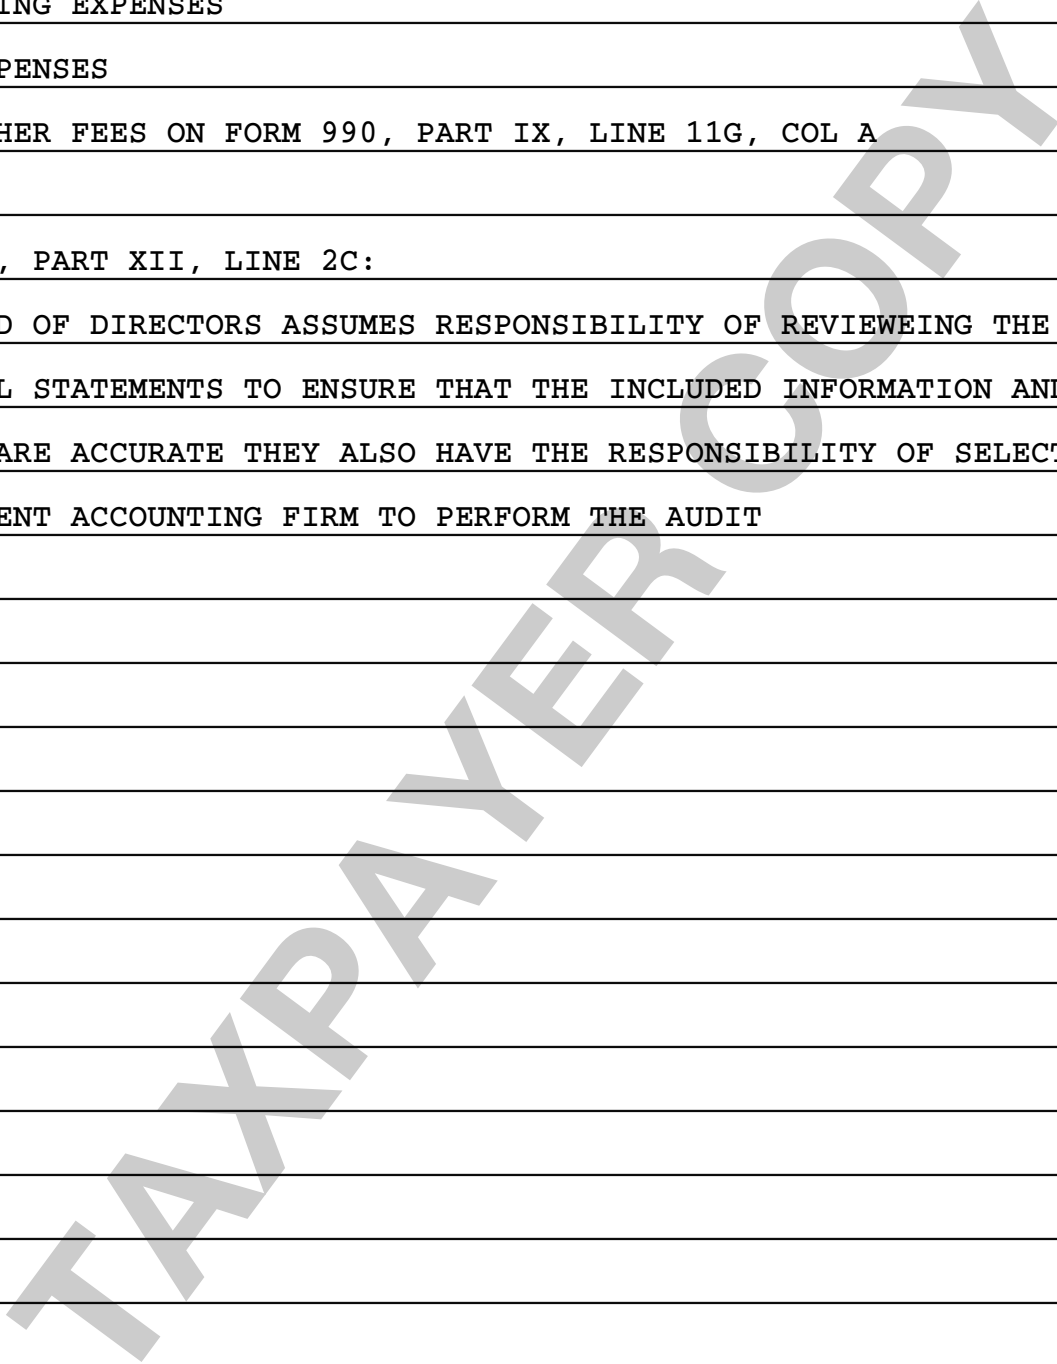 ING EXPENSES
PENSES
HER FEES ON FORM 990, PART IX, LINE 11G, COL A
, PART XII, LINE 2C:
D OF DIRECTORS ASSUMES RESPONSIBILITY OF REVIEWEING THE
L STATEMENTS TO ENSURE THAT THE INCLUDED INFORMATION AND
ARE ACCURATE THEY ALSO HAVE THE RESPONSIBILITY OF SELECT
ENT ACCOUNTING FIRM TO PERFORM THE AUDIT
TAXPAYER COPY